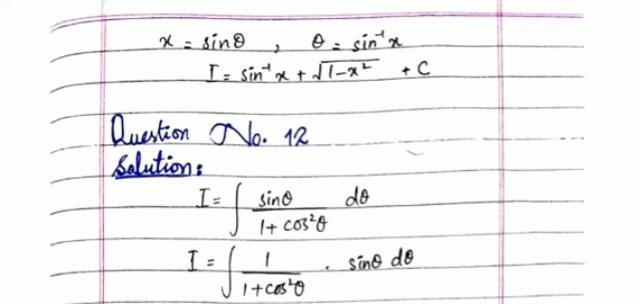 x = sinθ , θ = sin⁻¹x
I = sin⁻¹x + √1-x² + C
Question No. 12
Solution:
I = ∫ sinθ / 1 + cos²θ dθ
I = ∫ 1 / 1 + cos²θ . sinθ dθ